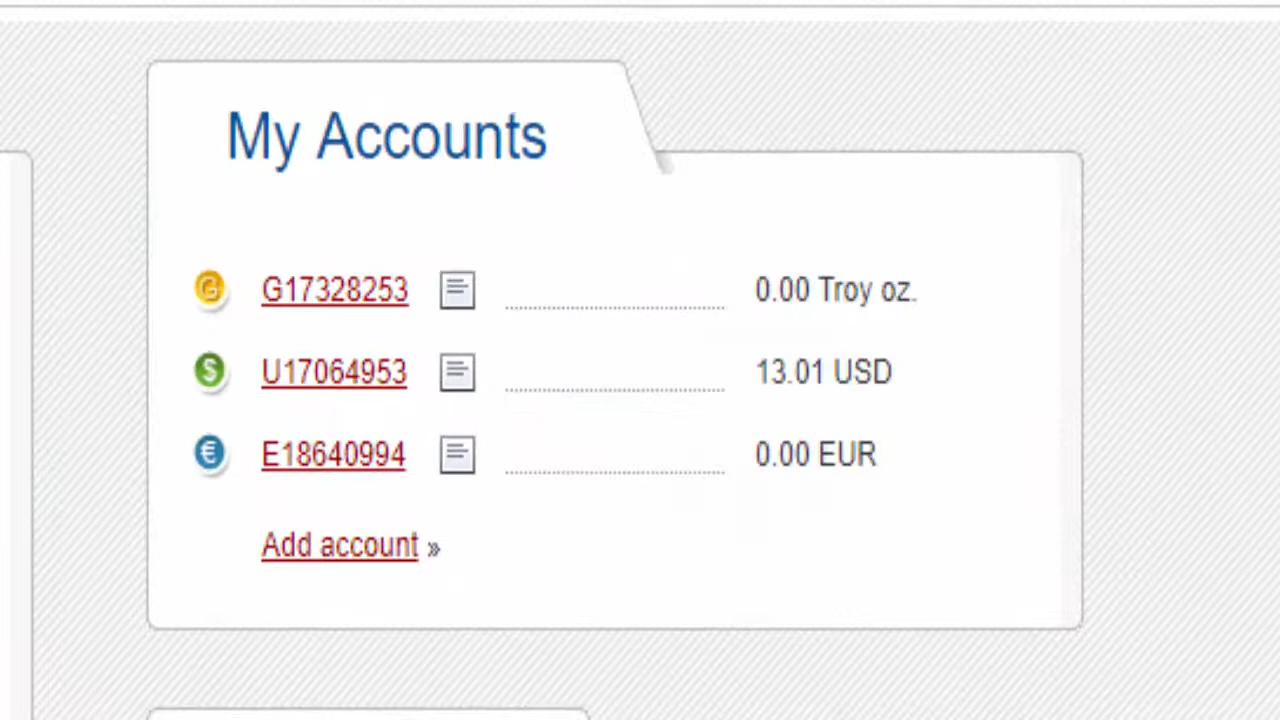 My Accounts
G G17328253 0.00 Troy oz.
$ U17064953 13.01 USD
€ E18640994 0.00 EUR
Add account »